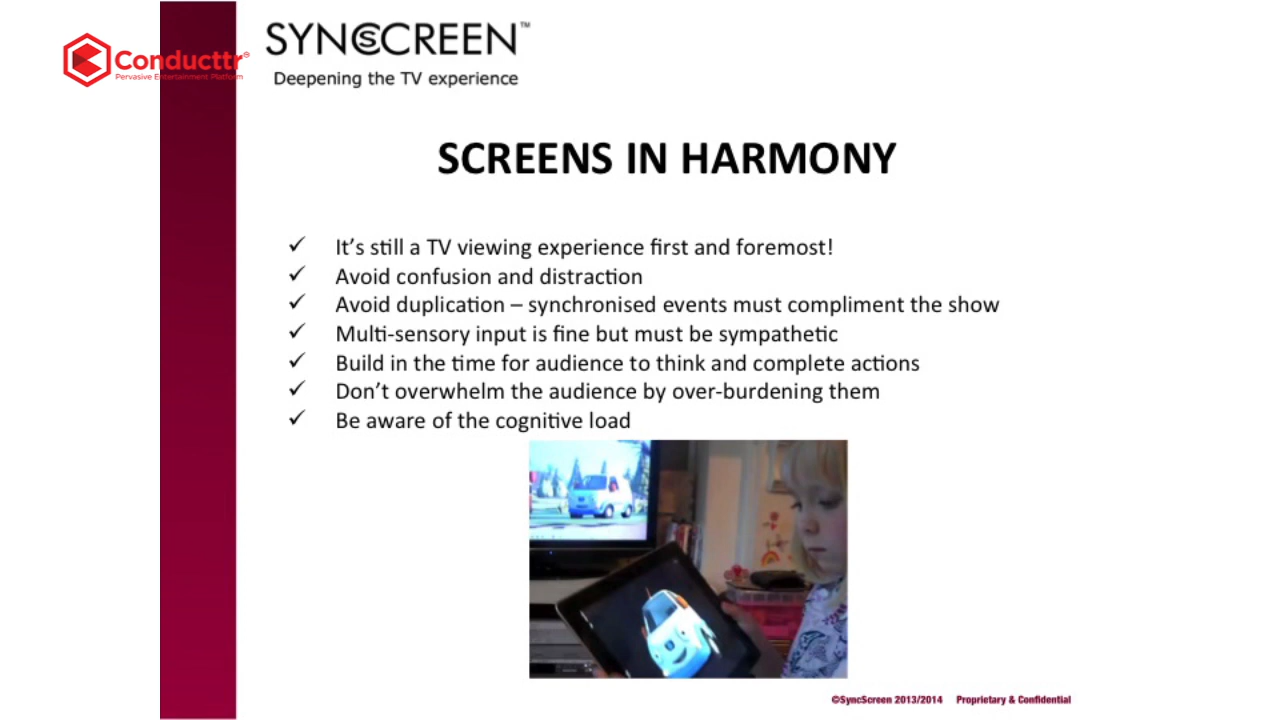 Conducttr®
Pervasive Entertainment Platform
SYNCSCREEN™
Deepening the TV experience
SCREENS IN HARMONY
✓ It's still a TV viewing experience first and foremost!
✓ Avoid confusion and distraction
✓ Avoid duplication – synchronised events must compliment the show
✓ Multi-sensory input is fine but must be sympathetic
✓ Build in the time for audience to think and complete actions
✓ Don't overwhelm the audience by over-burdening them
✓ Be aware of the cognitive load
©SyncScreen 2013/2014 Proprietary & Confidential